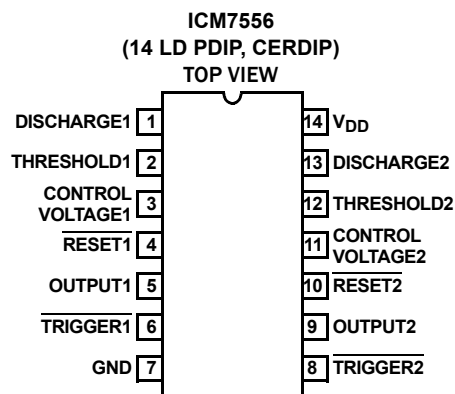 ICM7556
(14 LD PDIP, CERDIP)
TOP VIEW
DISCHARGE1 1
THRESHOLD1 2
CONTROL
VOLTAGE1 3
RESET1 4
OUTPUT1 5
TRIGGER1 6
GND 7
14 VDD
13 DISCHARGE2
12 THRESHOLD2
11 CONTROL
VOLTAGE2
10 RESET2
9 OUTPUT2
8 TRIGGER2